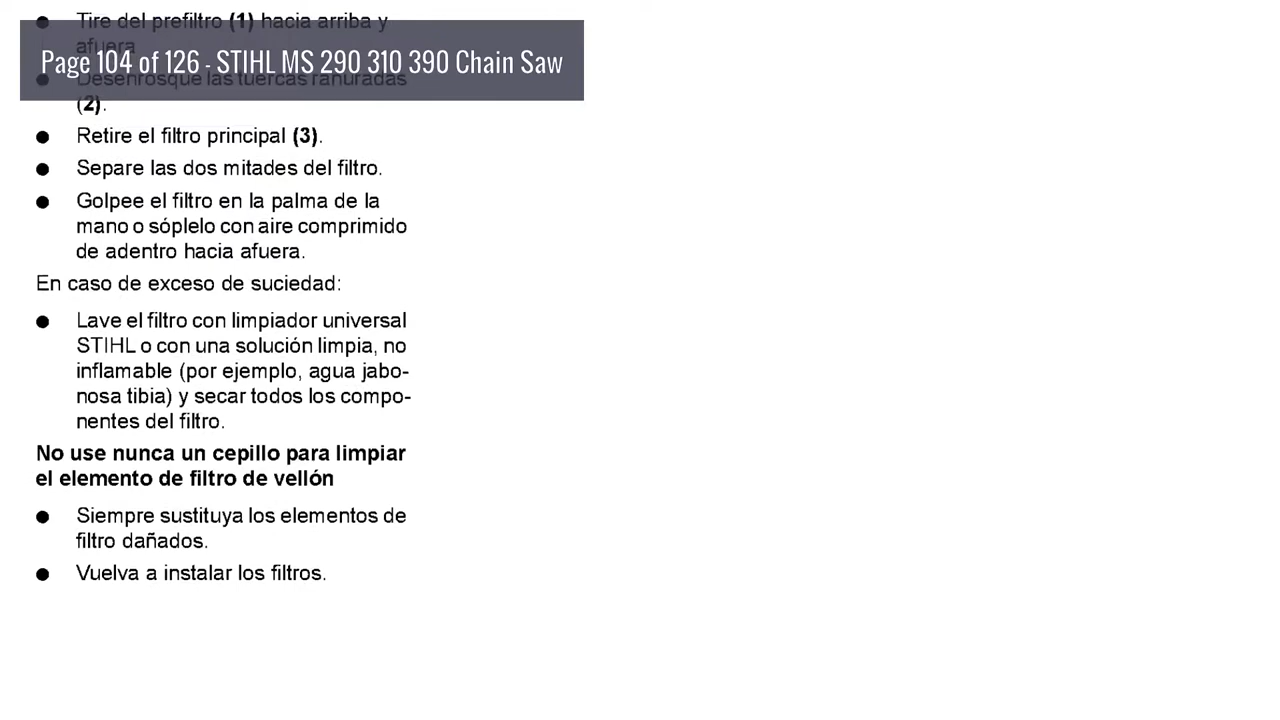 ● Tire del prefiltro (1) hacia arriba y
afuera
Page 104 of 126 - STIHL MS 290 310 390 Chain Saw
● Desenrosque las tuercas ranuradas
(2).
● Retire el filtro principal (3).
● Separe las dos mitades del filtro.
● Golpee el filtro en la palma de la
mano o sóplelo con aire comprimido
de adentro hacia afuera.
En caso de exceso de suciedad:
● Lave el filtro con limpiador universal
STIHL o con una solución limpia, no
inflamable (por ejemplo, agua jabo-
nosa tibia) y secar todos los compo-
nentes del filtro.
No use nunca un cepillo para limpiar
el elemento de filtro de vellón
● Siempre sustituya los elementos de
filtro dañados.
● Vuelva a instalar los filtros.